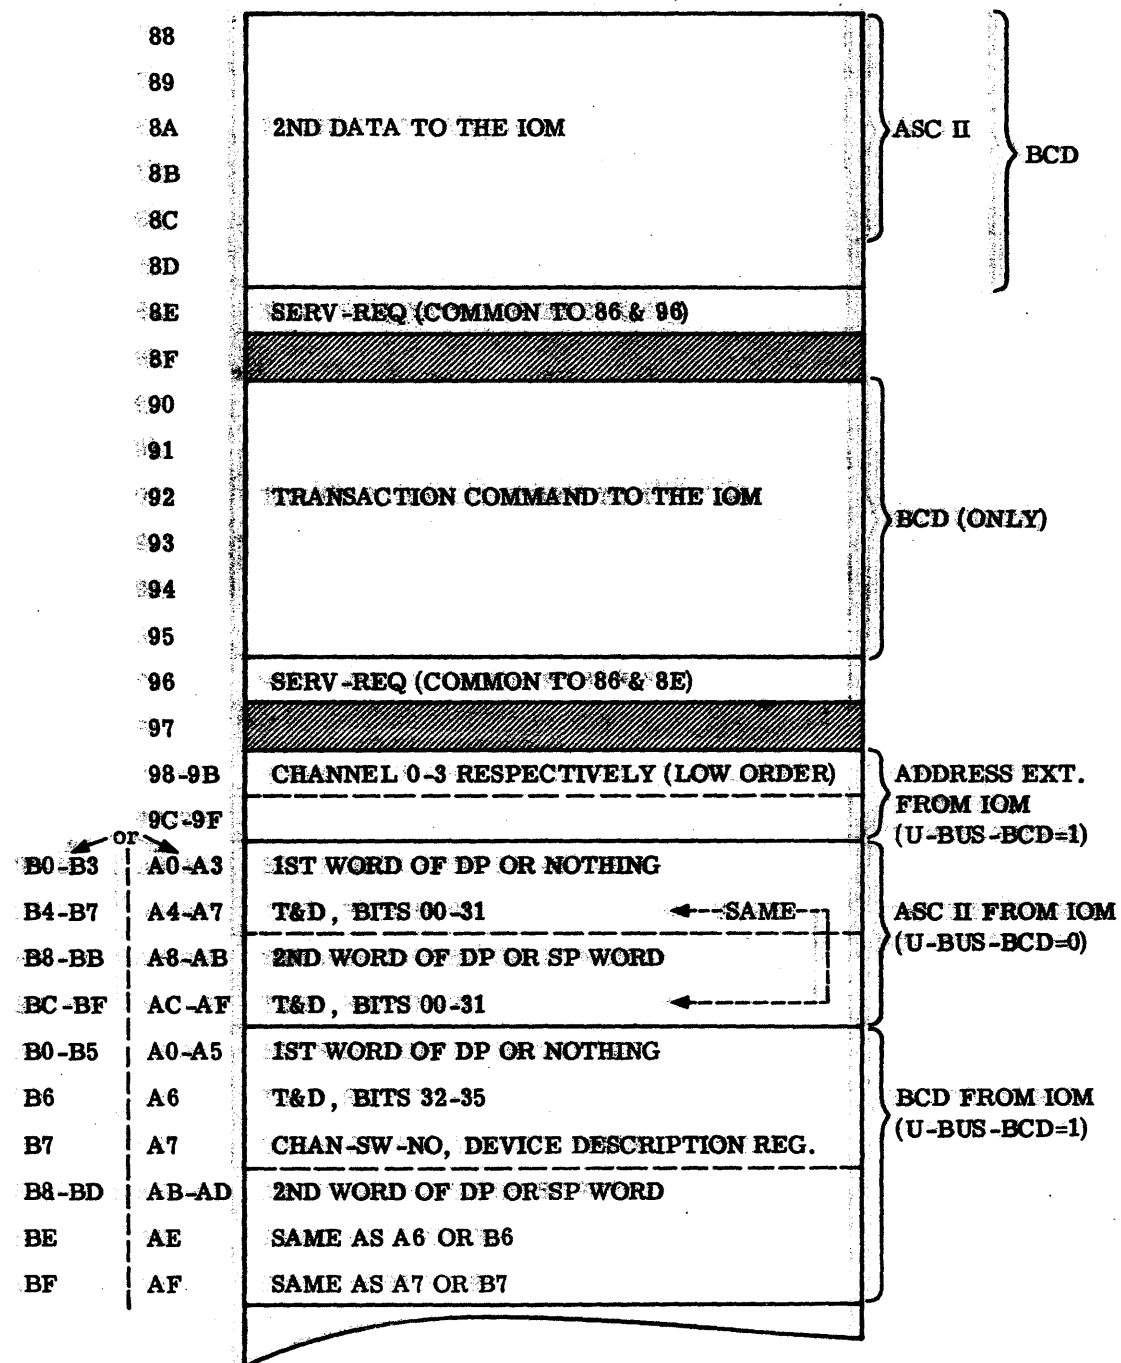 88
89
8A 2ND DATA TO THE IOM ASC II
8B BCD
8C
8D
8E SERV-REQ (COMMON TO 86 & 96)
8F
90
91
92 TRANSACTION COMMAND TO THE IOM
93 BCD (ONLY)
94
95
96 SERV-REQ (COMMON TO 86 & 8E)
97
98-9B CHANNEL 0-3 RESPECTIVELY (LOW ORDER) ADDRESS EXT.
FROM IOM
9C-9F (U-BUS-BCD=1)
or
B0-B3 A0-A3 1ST WORD OF DP OR NOTHING
B4-B7 A4-A7 T&D, BITS 00-31 SAME ASC II FROM IOM
(U-BUS-BCD=0)
B8-BB A8-AB 2ND WORD OF DP OR SP WORD
BC-BF AC-AF T&D, BITS 00-31
B0-B5 A0-A5 1ST WORD OF DP OR NOTHING
B6 A6 T&D, BITS 32-35 BCD FROM IOM
(U-BUS-BCD=1)
B7 A7 CHAN-SW-NO, DEVICE DESCRIPTION REG.
B8-BD AB-AD 2ND WORD OF DP OR SP WORD
BE AE SAME AS A6 OR B6
BF AF SAME AS A7 OR B7